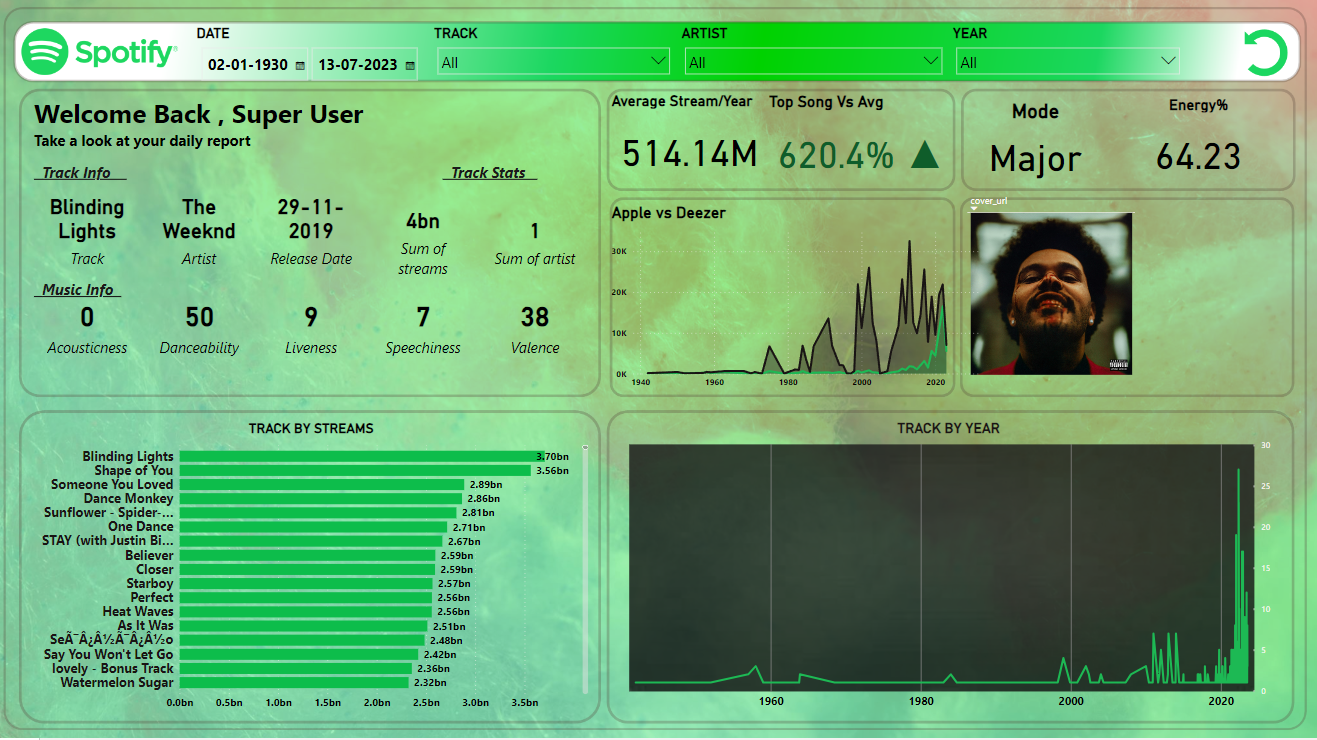 Spotify
DATE
02-01-1930
13-07-2023
TRACK
All
ARTIST
All
YEAR
All
Welcome Back , Super User
Take a look at your daily report
Track Info
Track Stats
Blinding
Lights
Track
The
Weeknd
Artist
29-11-
2019
Release Date
4bn
Sum of
streams
1
Sum of artist
Music Info
0
Acousticness
50
Danceability
9
Liveness
7
Speechiness
38
Valence
Average Stream/Year
514.14M
Top Song Vs Avg
620.4%
Mode
Major
Energy%
64.23
Apple vs Deezer
30K
20K
10K
0K
1940
1960
1980
2000
2020
cover_url
TRACK BY STREAMS
Blinding Lights 3.70bn
Shape of You 3.56bn
Someone You Loved 2.89bn
Dance Monkey 2.86bn
Sunflower - Spider-... 2.81bn
One Dance 2.71bn
STAY (with Justin Bi... 2.67bn
Believer 2.59bn
Closer 2.59bn
Starboy 2.57bn
Perfect 2.56bn
Heat Waves 2.56bn
As It Was 2.51bn
SeÃ¯Â¿Â½Ã¯Â¿Â½o 2.48bn
Say You Won't Let Go 2.42bn
lovely - Bonus Track 2.36bn
Watermelon Sugar 2.32bn
0.0bn 0.5bn 1.0bn 1.5bn 2.0bn 2.5bn 3.0bn 3.5bn
TRACK BY YEAR
30
25
20
15
10
5
0
1960
1980
2000
2020